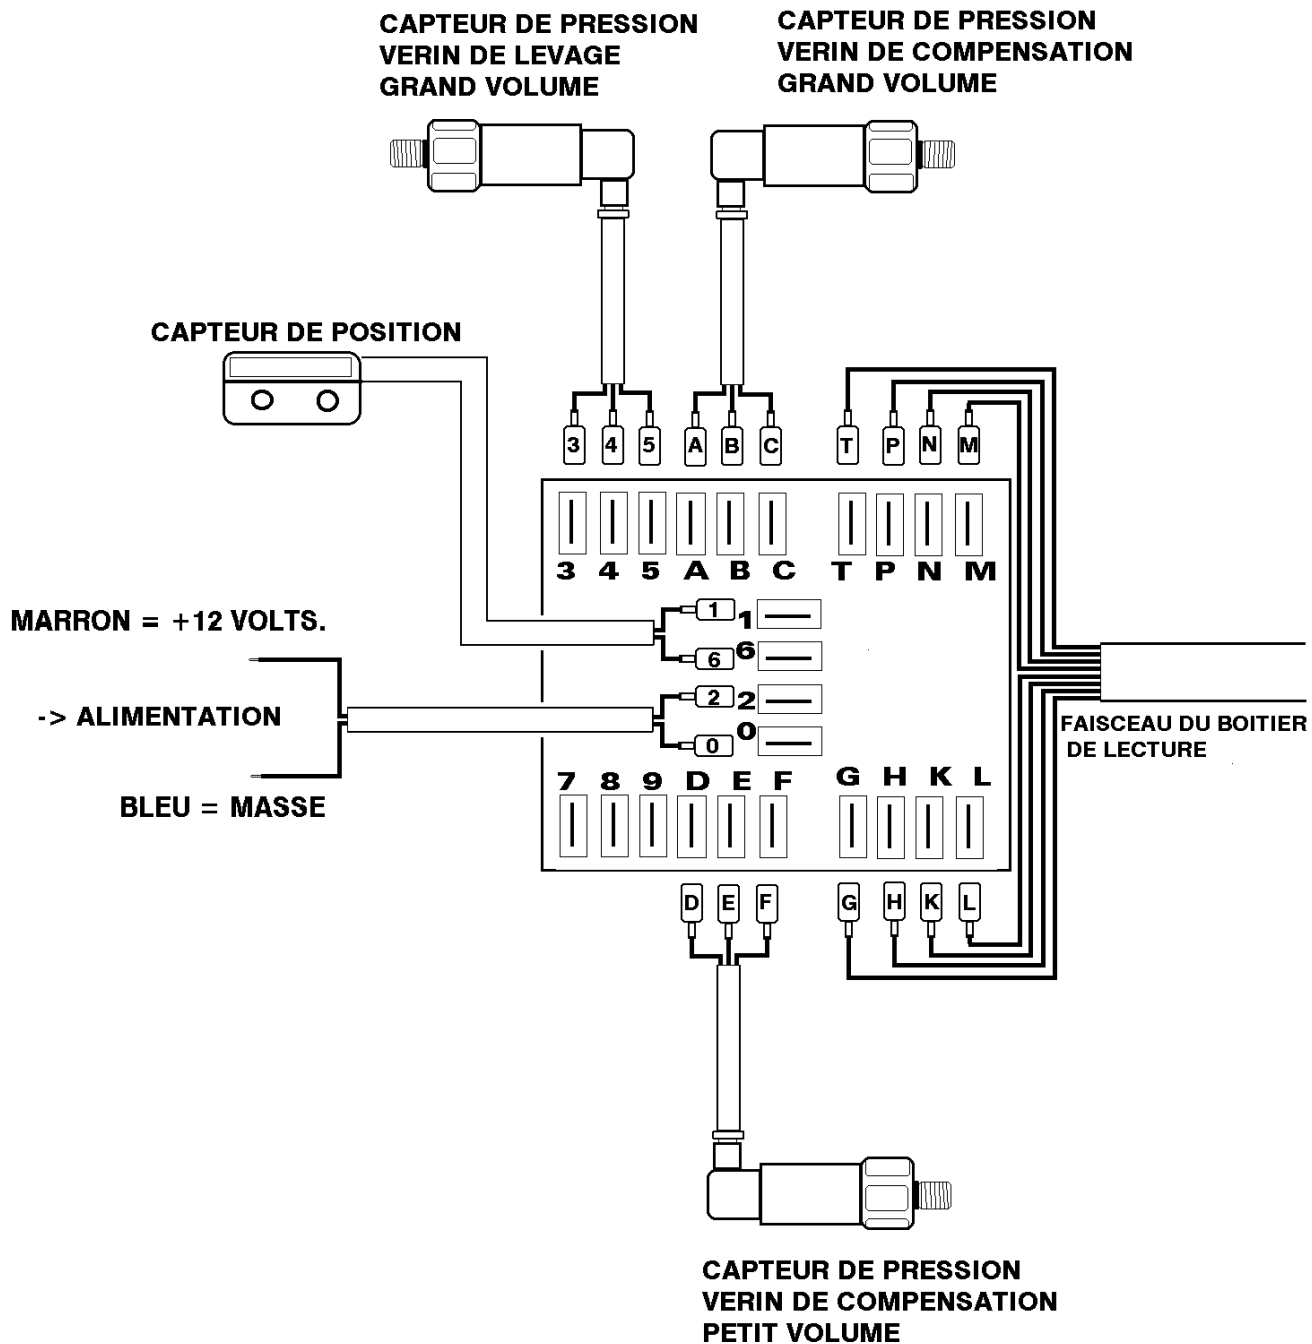 CAPTEUR DE PRESSION
VERIN DE LEVAGE
GRAND VOLUME
CAPTEUR DE PRESSION
VERIN DE COMPENSATION
GRAND VOLUME
CAPTEUR DE POSITION
3 4 5 A B C T P N M
3 4 5 A B C T P N M
MARRON = +12 VOLTS.
1 1
6 6
-> ALIMENTATION
2 2
0 0
BLEU = MASSE
FAISCEAU DU BOITIER
DE LECTURE
7 8 9 D E F G H K L
D E F G H K L
CAPTEUR DE PRESSION
VERIN DE COMPENSATION
PETIT VOLUME